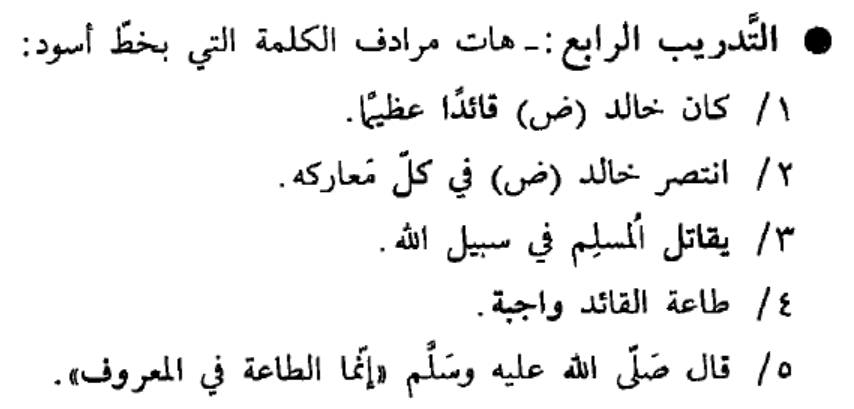 ● التَّدريب الرابع :ـ هات مرادف الكلمة التي بخطّ أسود:
١/ كان خالد (ض) قائدًا عظيمًا.
٢/ انتصر خالد (ض) في كلّ مَعاركه.
٣/ يقاتل اُلمسلِم في سبيل الله.
٤/ طاعة القائد واجبة.
٥/ قال صَلّى الله عليه وسَلَّم «إنَّما الطاعة في المعروف».